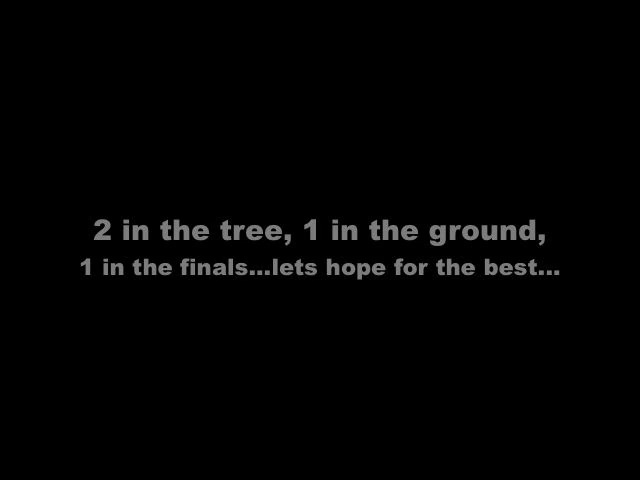 2 in the tree, 1 in the ground,
1 in the finals...lets hope for the best...